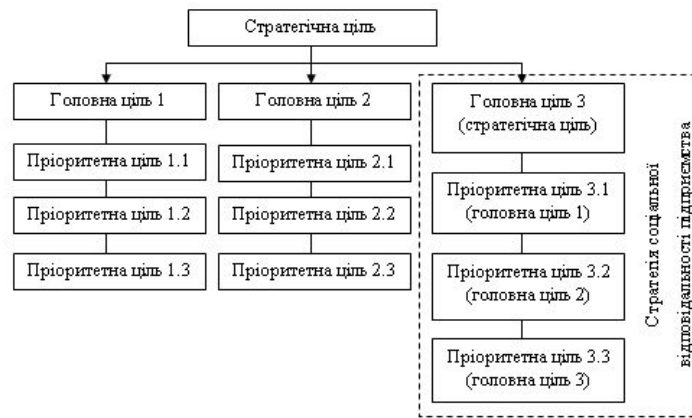 Стратегічна ціль
Головна ціль 1
Головна ціль 2
Головна ціль 3
(стратегічна ціль)
Пріоритетна ціль 1.1
Пріоритетна ціль 2.1
Пріоритетна ціль 3.1
(головна ціль 1)
Пріоритетна ціль 1.2
Пріоритетна ціль 2.2
Пріоритетна ціль 1.3
Пріоритетна ціль 2.3
Пріоритетна ціль 3.2
(головна ціль 2)
Пріоритетна ціль 3.3
(головна ціль 3)
Стратегія соціальної
відповідальності підприємства